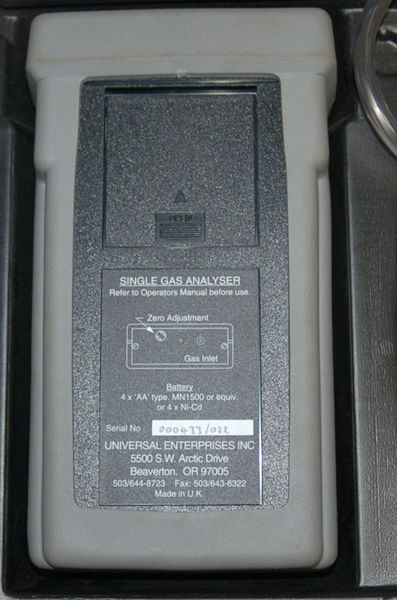 SINGLE GAS ANALYSER
Refer to Operators Manual before use.
Zero Adjustment
Gas Inlet
Battery
4 x 'AA' type. MN1500 or equiv.
or 4 x Ni-Cd
Serial No 000433/022
UNIVERSAL ENTERPRISES INC
5500 S.W. Arctic Drive
Beaverton. OR 97005
503/644-8723 Fax: 503/643-6322
Made in U.K.